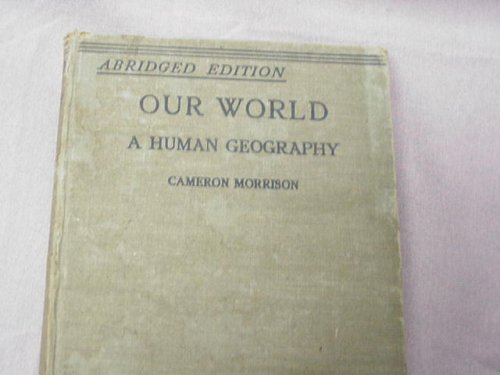 ABRIDGED EDITION
OUR WORLD
A HUMAN GEOGRAPHY
CAMERON MORRISON